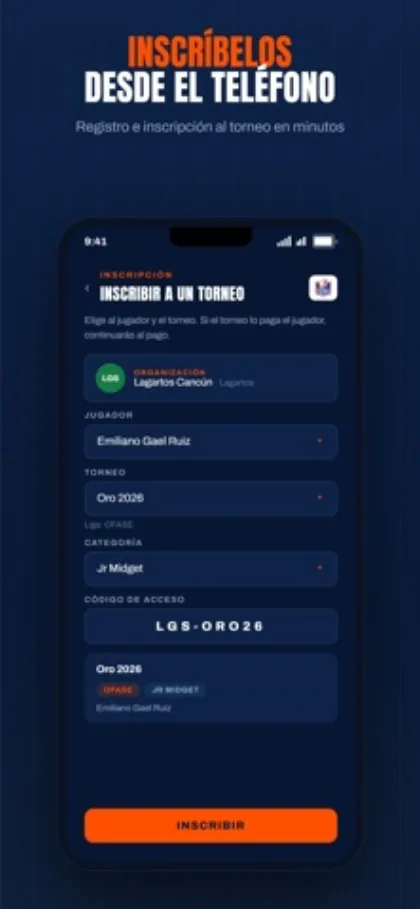 INSCRÍBELOS
DESDE EL TELÉFONO
Registro e inscripción al torneo en minutos
9:41
INSCRIPCIÓN
INSCRIBIR A UN TORNEO
Elige al jugador y el torneo. Si el torneo lo paga el jugador,
continuarás al pago.
LGS
ORGANIZACIÓN
Lagartos Cancún Lagartos
JUGADOR
Emiliano Gael Ruiz
TORNEO
Oro 2026
Liga: OFASE
CATEGORÍA
Jr Midget
CÓDIGO DE ACCESO
LGS-ORO26
Oro 2026
OFASE JR MIDGET
Emiliano Gael Ruiz
INSCRIBIR